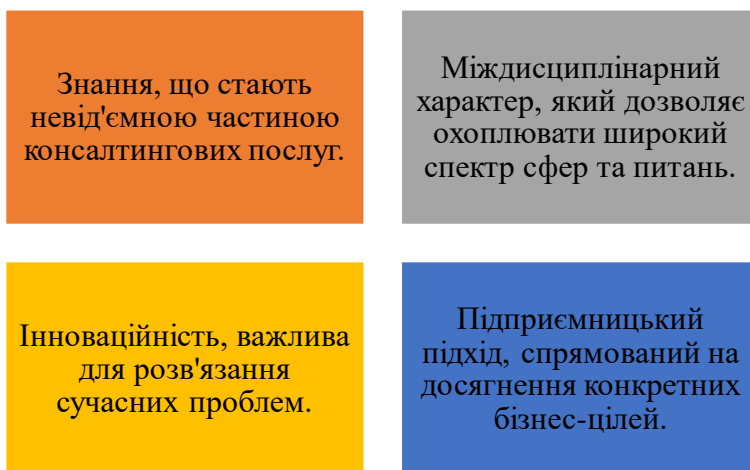 Знання, що стають
невід'ємною частиною
консалтингових послуг.
Міждисциплінарний
характер, який дозволяє
охоплювати широкий
спектр сфер та питань.
Інноваційність, важлива
для розв'язання
сучасних проблем.
Підприємницький
підхід, спрямований на
досягнення конкретних
бізнес-цілей.